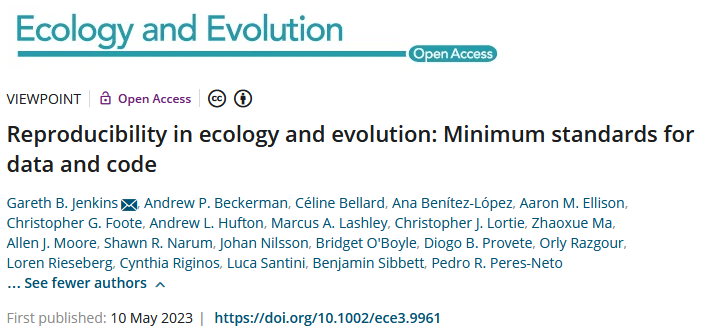 Ecology and Evolution
Open Access
VIEWPOINT Open Access
Reproducibility in ecology and evolution: Minimum standards for
data and code
Gareth B. Jenkins, Andrew P. Beckerman, Céline Bellard, Ana Benítez-López, Aaron M. Ellison,
Christopher G. Foote, Andrew L. Hufton, Marcus A. Lashley, Christopher J. Lortie, Zhaoxue Ma,
Allen J. Moore, Shawn R. Narum, Johan Nilsson, Bridget O'Boyle, Diogo B. Provete, Orly Razgour,
Loren Rieseberg, Cynthia Riginos, Luca Santini, Benjamin Sibbett, Pedro R. Peres-Neto
... See fewer authors
First published: 10 May 2023 | https://doi.org/10.1002/ece3.9961